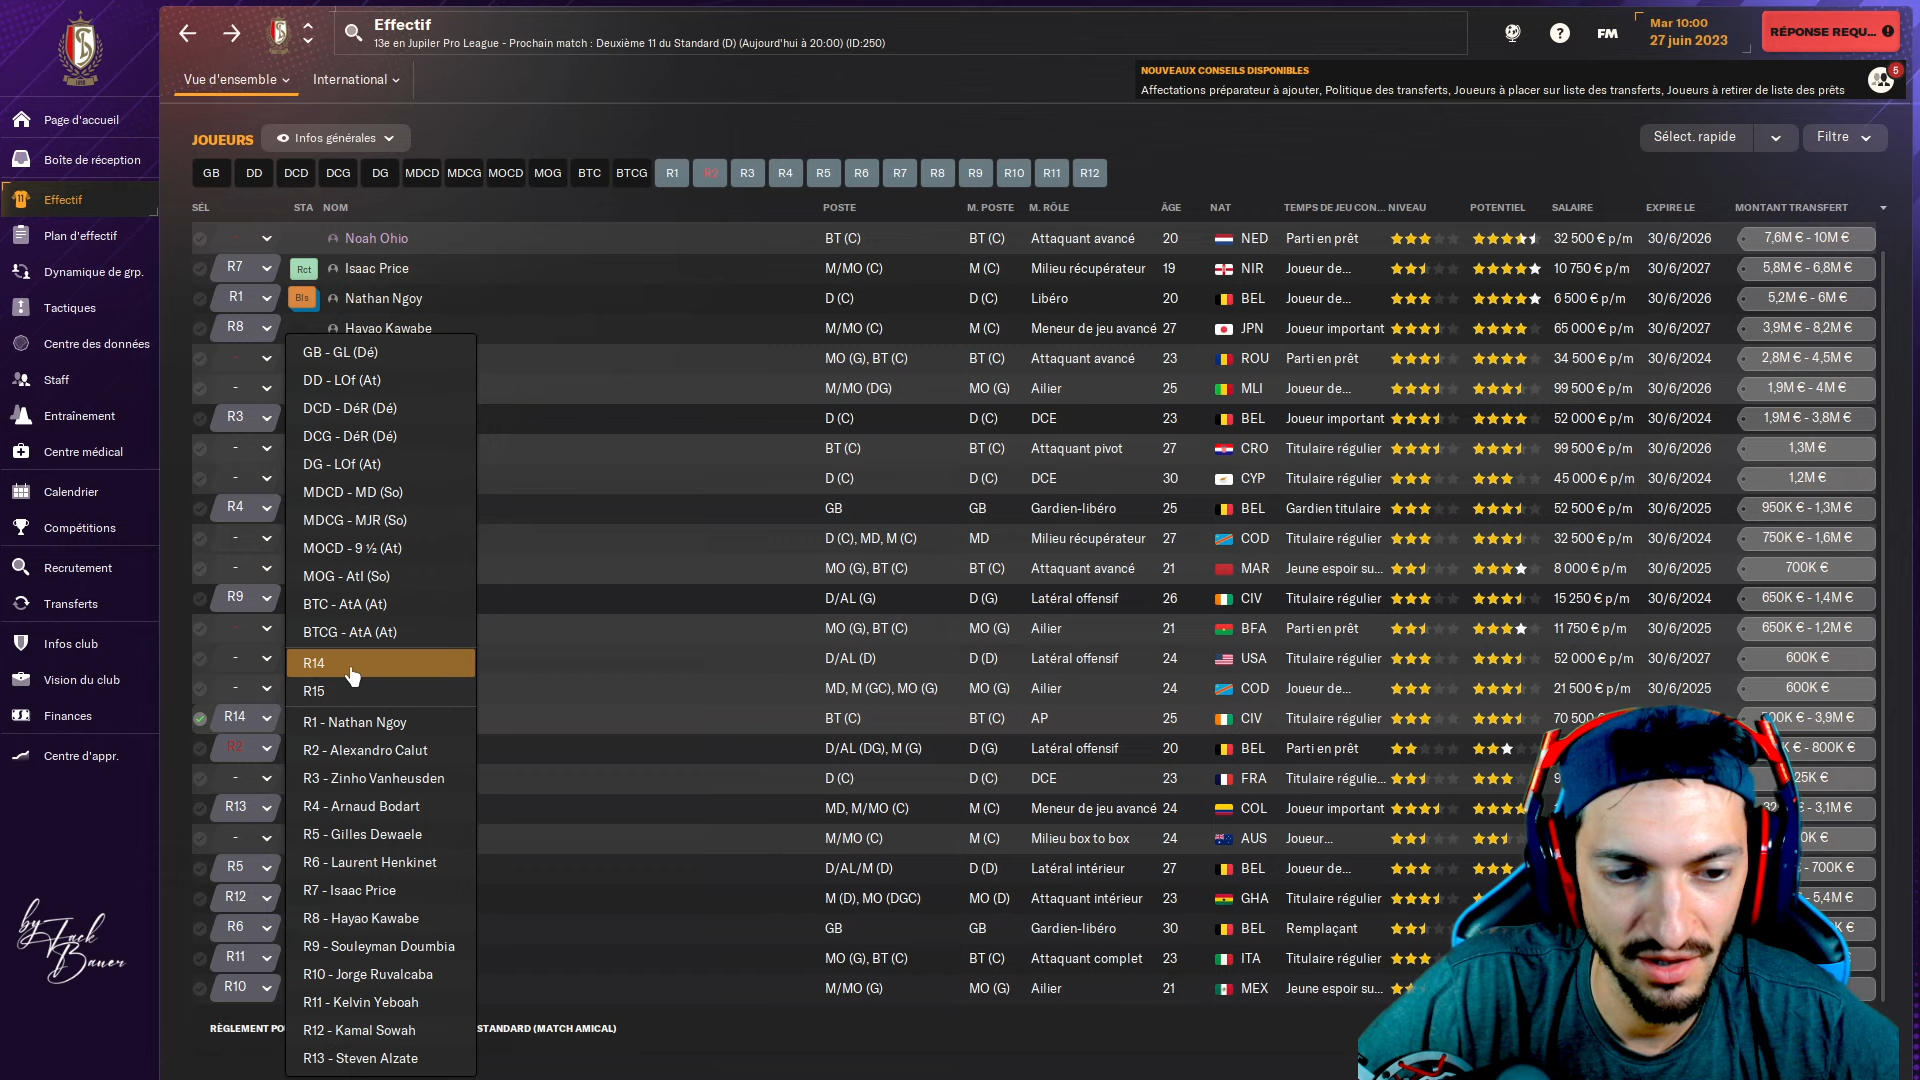 Effectif
13e en Jupiler Pro League - Prochain match : Deuxième 11 du Standard (D) (Aujourd'hui à 20:00) (ID:250)
FM
Mar 10:00
27 juin 2023
RÉPONSE REQU...
Vue d'ensemble
International
NOUVEAUX CONSEILS DISPONIBLES
Affectations préparateur à ajouter, Politique des transferts, Joueurs à placer sur liste des transferts, Joueurs à retirer de liste des prêts
5
Page d'accueil
Boîte de réception
Effectif
Plan d'effectif
Dynamique de grp.
Tactiques
Centre des données
Staff
Entraînement
Centre médical
Calendrier
Compétitions
Recrutement
Transferts
Infos club
Vision du club
Finances
Centre d'appr.
by Jack Bauer
JOUEURS
Infos générales
Sélect. rapide
Filtre
GB DD DCD DCG DG MDCD MDCG MOCD MOG BTC BTCG R1 R2 R3 R4 R5 R6 R7 R8 R9 R10 R11 R12
SÉL STA NOM POSTE M. POSTE M. RÔLE ÂGE NAT TEMPS DE JEU CON... NIVEAU POTENTIEL SALAIRE EXPIRE LE MONTANT TRANSFERT
- Noah Ohio BT (C) BT (C) Attaquant avancé 20 NED Parti en prêt 32 500 € p/m 30/6/2026 7,6M € - 10M €
R7 Rct Isaac Price M/MO (C) M (C) Milieu récupérateur 19 NIR Joueur de... 10 750 € p/m 30/6/2027 5,8M € - 6,8M €
R1 Bls Nathan Ngoy D (C) D (C) Libéro 20 BEL Joueur de... 6 500 € p/m 30/6/2026 5,2M € - 6M €
R8 Hayao Kawabe M/MO (C) M (C) Meneur de jeu avancé 27 JPN Joueur important 65 000 € p/m 30/6/2027 3,9M € - 8,2M €
- MO (G), BT (C) BT (C) Attaquant avancé 23 ROU Parti en prêt 34 500 € p/m 30/6/2024 2,8M € - 4,5M €
- M/MO (DG) MO (G) Ailier 25 MLI Joueur de... 99 500 € p/m 30/6/2026 1,9M € - 4M €
R3 D (C) D (C) DCE 23 BEL Joueur important 52 000 € p/m 30/6/2024 1,9M € - 3,8M €
- BT (C) BT (C) Attaquant pivot 27 CRO Titulaire régulier 99 500 € p/m 30/6/2026 1,3M €
- D (C) D (C) DCE 30 CYP Titulaire régulier 45 000 € p/m 30/6/2024 1,2M €
R4 GB GB Gardien-libéro 25 BEL Gardien titulaire 52 500 € p/m 30/6/2025 950K € - 1,3M €
- D (C), MD, M (C) MD Milieu récupérateur 27 COD Titulaire régulier 32 500 € p/m 30/6/2024 750K € - 1,6M €
- MO (G), BT (C) BT (C) Attaquant avancé 21 MAR Jeune espoir su... 8 000 € p/m 30/6/2025 700K €
R9 D/AL (G) D (G) Latéral offensif 26 CIV Titulaire régulier 15 250 € p/m 30/6/2024 650K € - 1,4M €
- MO (G), BT (C) MO (G) Ailier 21 BFA Parti en prêt 11 750 € p/m 30/6/2025 650K € - 1,2M €
- D/AL (D) D (D) Latéral offensif 24 USA Titulaire régulier 52 000 € p/m 30/6/2027 600K €
- MD, M (GC), MO (G) MO (G) Ailier 24 COD Joueur de... 21 500 € p/m 30/6/2025 600K €
R14 BT (C) BT (C) AP 25 CIV Titulaire régulier 70 500 - 3,9M €
R2 D/AL (DG), M (G) D (G) Latéral offensif 20 BEL Parti en prêt K € - 800K €
- D (C) D (C) DCE 23 FRA Titulaire régulie... 9 25K €
R13 MD, M/MO (C) M (C) Meneur de jeu avancé 24 COL Joueur important - 3,1M €
- M/MO (C) M (C) Milieu box to box 24 AUS Joueur... 0K €
R5 D/AL/M (D) D (D) Latéral intérieur 27 BEL Joueur de... - 700K €
R12 M (D), MO (DGC) MO (D) Attaquant intérieur 23 GHA Titulaire régulier - 5,4M €
R6 GB GB Gardien-libéro 30 BEL Remplaçant K €
R11 MO (G), BT (C) BT (C) Attaquant complet 23 ITA Titulaire régulier
R10 M/MO (G) MO (G) Ailier 21 MEX Jeune espoir su...
GB - GL (Dé)
DD - LOf (At)
DCD - DéR (Dé)
DCG - DéR (Dé)
DG - LOf (At)
MDCD - MD (So)
MDCG - MJR (So)
MOCD - 9 ½ (At)
MOG - AtI (So)
BTC - AtA (At)
BTCG - AtA (At)
R14
R15
R1 - Nathan Ngoy
R2 - Alexandro Calut
R3 - Zinho Vanheusden
R4 - Arnaud Bodart
R5 - Gilles Dewaele
R6 - Laurent Henkinet
R7 - Isaac Price
R8 - Hayao Kawabe
R9 - Souleyman Doumbia
R10 - Jorge Ruvalcaba
R11 - Kelvin Yeboah
R12 - Kamal Sowah
R13 - Steven Alzate
RÈGLEMENT STANDARD (MATCH AMICAL)